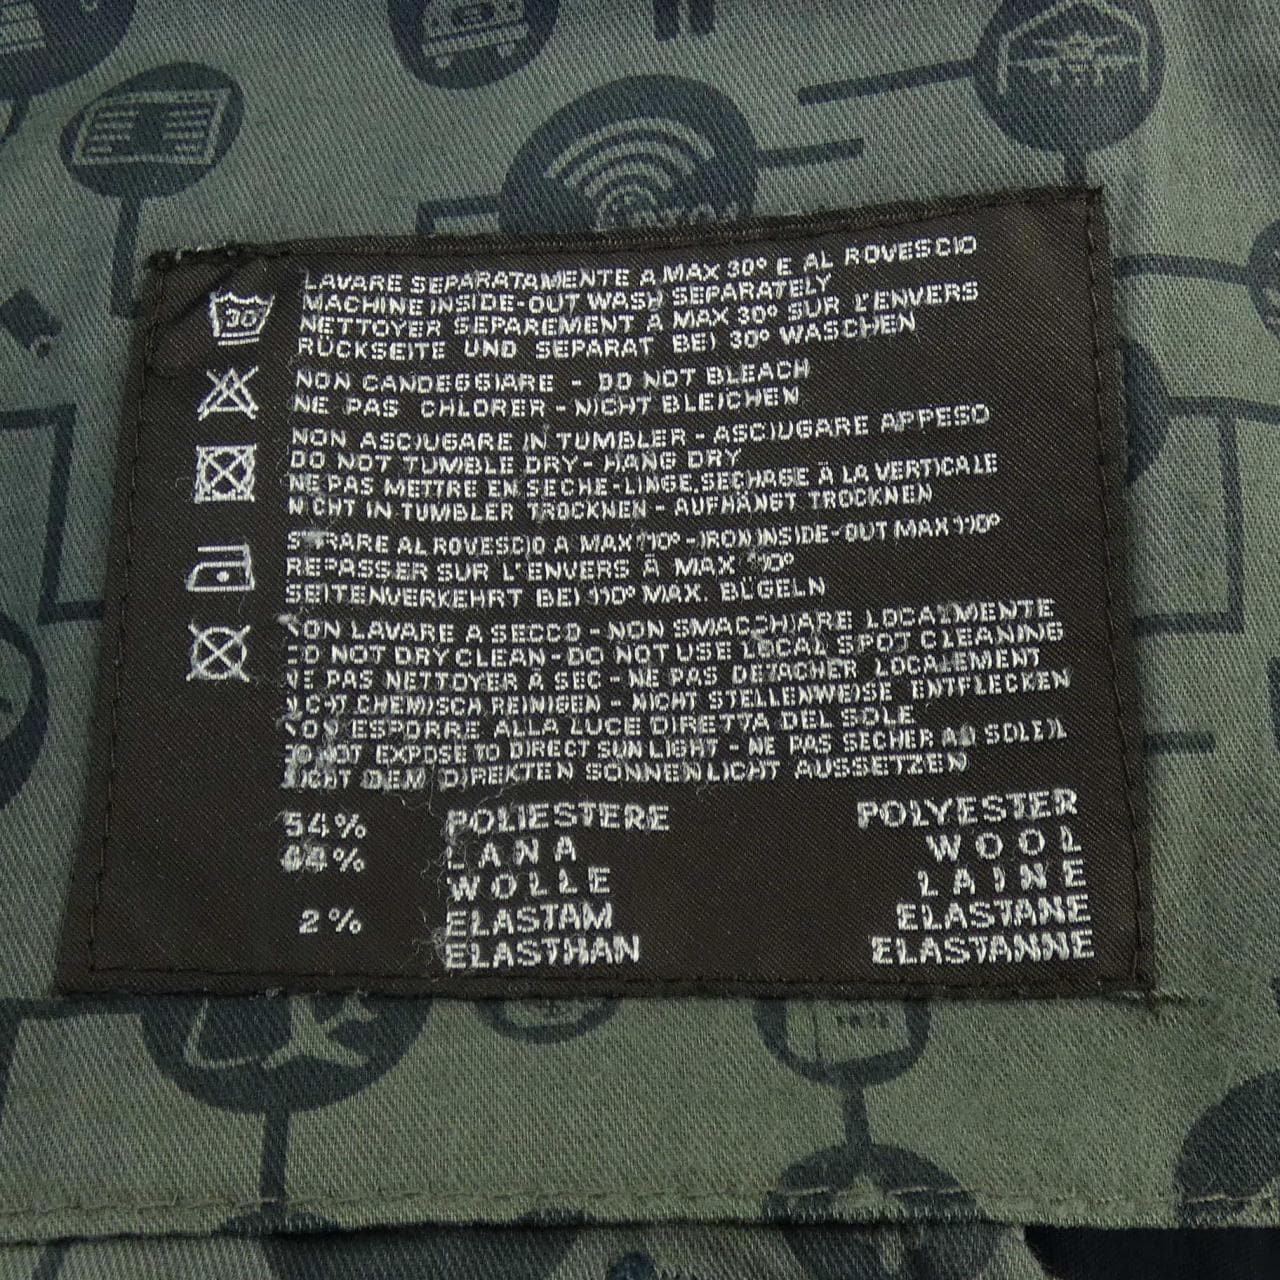 30
LAVARE SEPARATAMENTE A MAX 30° E AL ROVESCIO
MACHINE INSIDE-OUT WASH SEPARATELY
NETTOYER SEPAREMENT À MAX 30° SUR L'ENVERS
RÜCKSEITE UND SEPARAT BEI 30° WASCHEN
NON CANDEGGIARE - DO NOT BLEACH
NE PAS CHLORER - NICHT BLEICHEN
NON ASCIUGARE IN TUMBLER - ASCIUGARE APPESO
DO NOT TUMBLE DRY - HANG DRY
NE PAS METTRE EN SECHE-LINGE, SECHAGE À LA VERTICALE
NICHT IN TUMBLER TROCKNEN - AUFHÄNGT TROCKNEN
STIRARE AL ROVESCIO A MAX 110° - IRON INSIDE-OUT MAX 110°
REPASSER SUR L'ENVERS À MAX 110°
SEITENVERKEHRT BEI 110° MAX. BÜGELN
NON LAVARE A SECCO - NON SMACCHIARE LOCALMENTE
DO NOT DRY CLEAN - DO NOT USE LOCAL SPOT CLEANING
NE PAS NETTOYER À SEC - NE PAS DETACHER LOCALEMENT
NICHT CHEMISCH REINIGEN - NICHT STELLENWEISE ENTFLECKEN
NON ESPORRE ALLA LUCE DIRETTA DEL SOLE
DO NOT EXPOSE TO DIRECT SUN LIGHT - NE PAS SECHER AU SOLEIL
NICHT DEM DIREKTEN SONNENLICHT AUSSETZEN
54% POLIESTERE POLYESTER
44% LANA WOOL
WOLLE LAINE
2% ELASTAM ELASTANE
ELASTHAN ELASTANNE